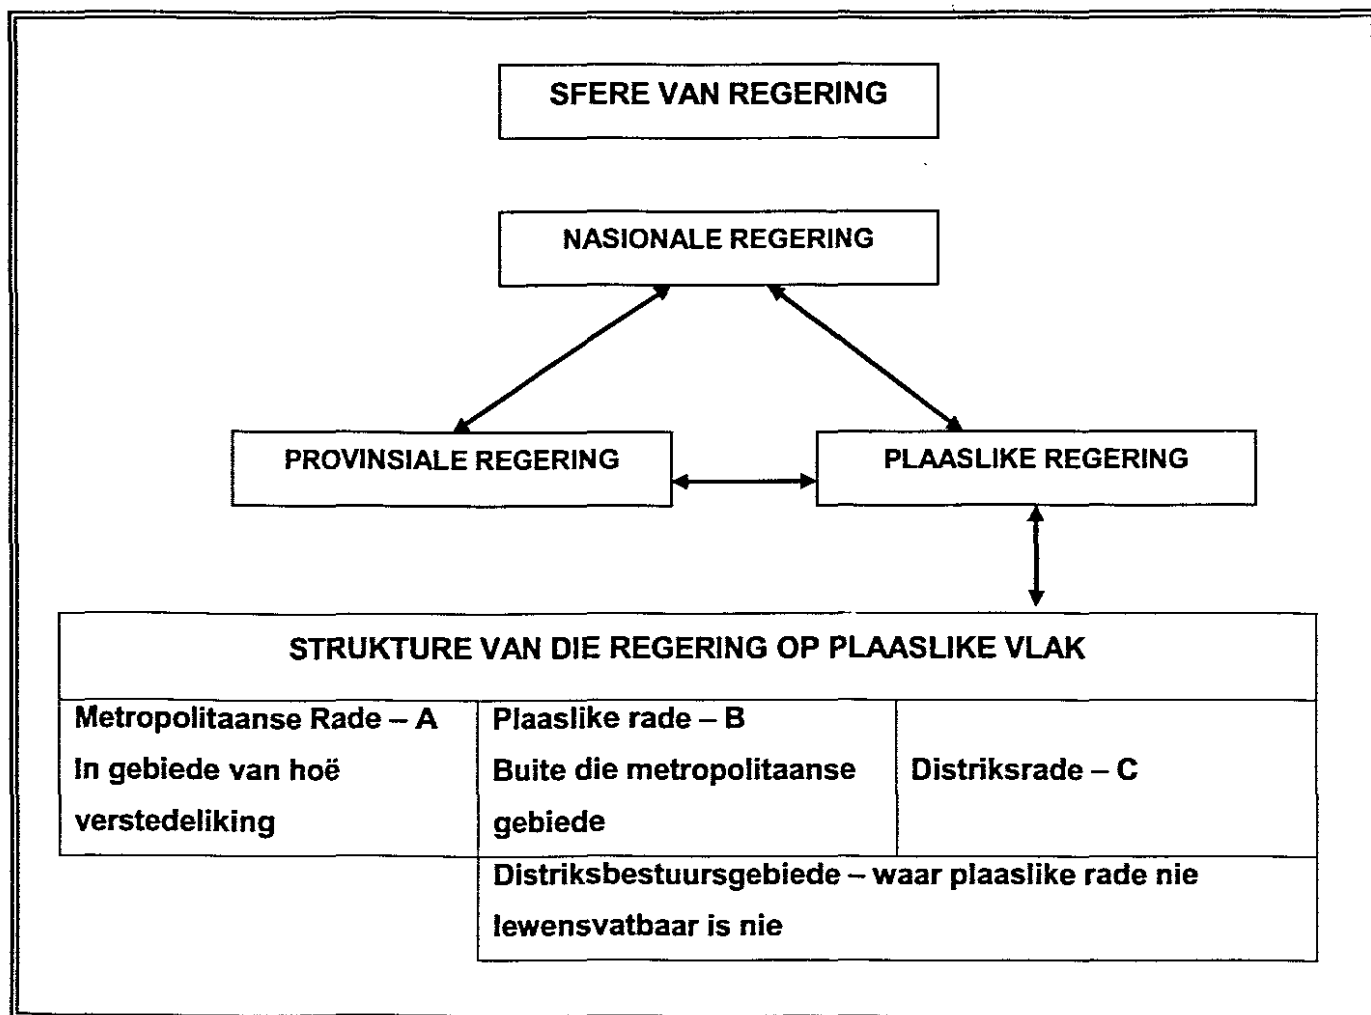 SFERE VAN REGERING
NASIONALE REGERING
PROVINSIALE REGERING
PLAASLIKE REGERING
STRUKTURE VAN DIE REGERING OP PLAASLIKE VLAK
Metropolitaanse Rade – A
In gebiede van hoë
verstedeliking
Plaaslike rade – B
Buite die metropolitaanse
gebiede
Distriksrade – C
Distriksbestuursgebiede – waar plaaslike rade nie
lewensvatbaar is nie